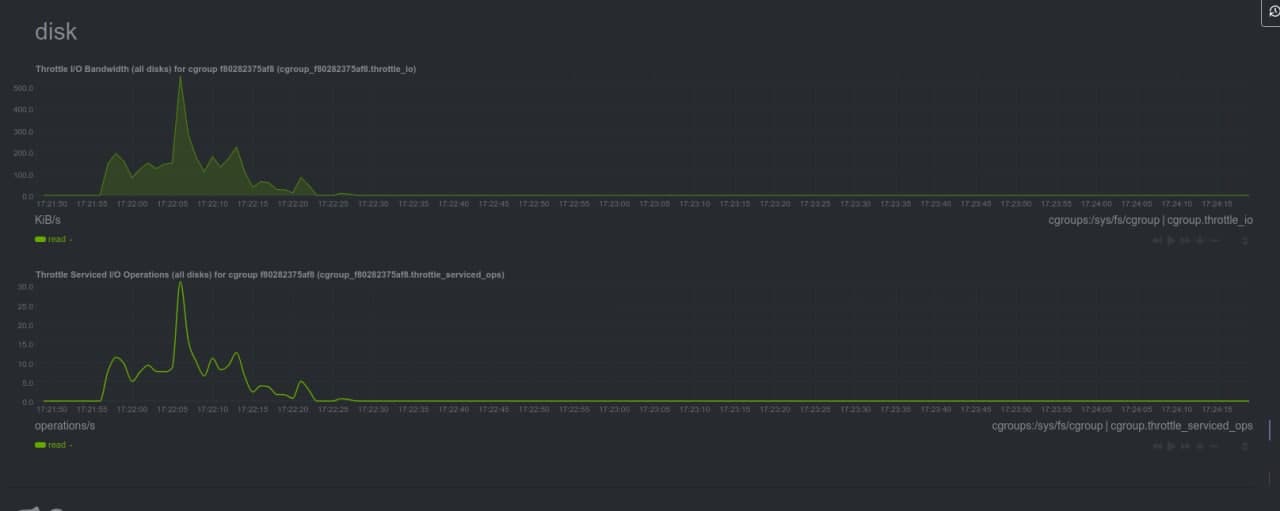 disk
Throttle I/O Bandwidth (all disks) for cgroup f80282375af8 (cgroup_f80282375af8.throttle_io)
500.0
400.0
300.0
200.0
100.0
0.0
17:21:50 17:21:55 17:22:00 17:22:05 17:22:10 17:22:15 17:22:20 17:22:25 17:22:30 17:22:35 17:22:40 17:22:45 17:22:50 17:22:55 17:23:00 17:23:05 17:23:10 17:23:15 17:23:20 17:23:25 17:23:30 17:23:35 17:23:40 17:23:45 17:23:50 17:23:55 17:24:00 17:24:05 17:24:10 17:24:15
KiB/s cgroups:/sys/fs/cgroup | cgroup.throttle_io
read -
Throttle Serviced I/O Operations (all disks) for cgroup f80282375af8 (cgroup_f80282375af8.throttle_serviced_ops)
30.0
25.0
20.0
15.0
10.0
5.0
0.0
17:21:50 17:21:55 17:22:00 17:22:05 17:22:10 17:22:15 17:22:20 17:22:25 17:22:30 17:22:35 17:22:40 17:22:45 17:22:50 17:22:55 17:23:00 17:23:05 17:23:10 17:23:15 17:23:20 17:23:25 17:23:30 17:23:35 17:23:40 17:23:45 17:23:50 17:23:55 17:24:00 17:24:05 17:24:10 17:24:15
operations/s cgroups:/sys/fs/cgroup | cgroup.throttle_serviced_ops
read -